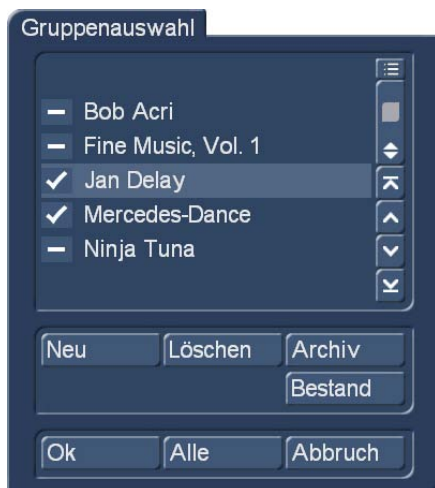 Gruppenauswahl
Bob Acri
Fine Music, Vol. 1
Jan Delay
Mercedes-Dance
Ninja Tuna
Neu Löschen Archiv
Bestand
Ok Alle Abbruch